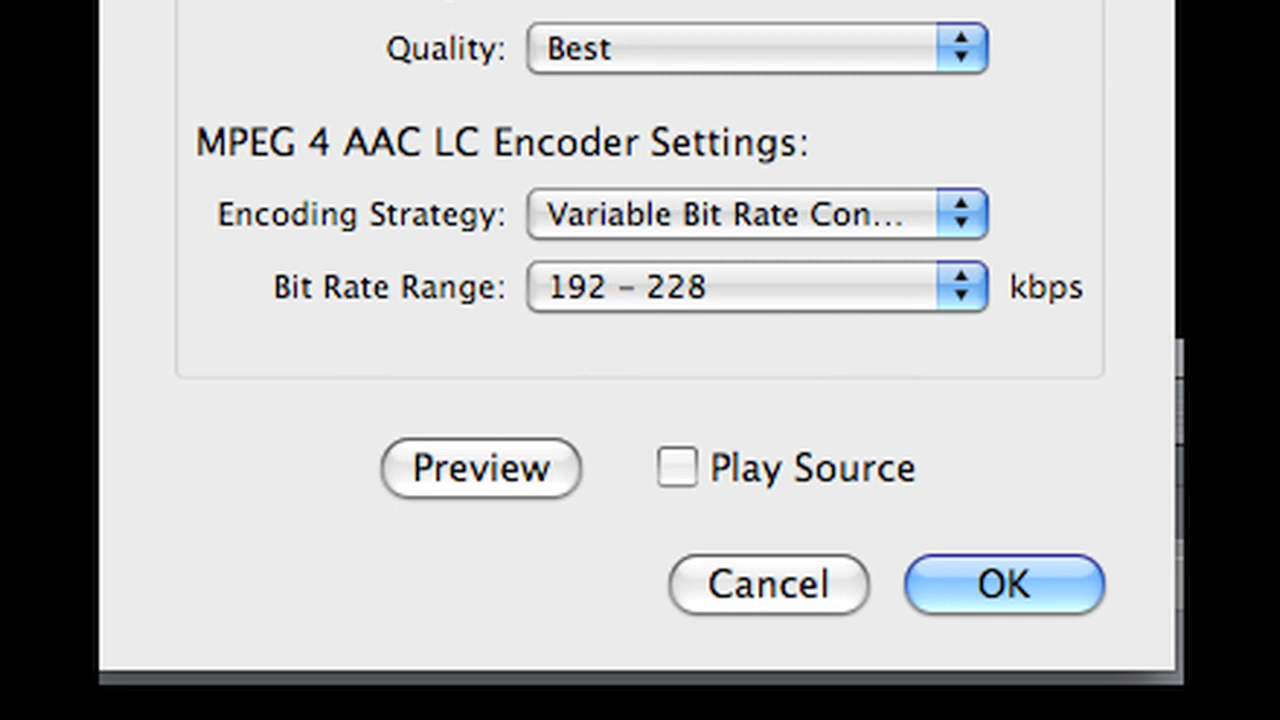 Quality: Best
MPEG 4 AAC LC Encoder Settings:
Encoding Strategy: Variable Bit Rate Con...
Bit Rate Range: 192 – 228 kbps
Preview Play Source
Cancel OK